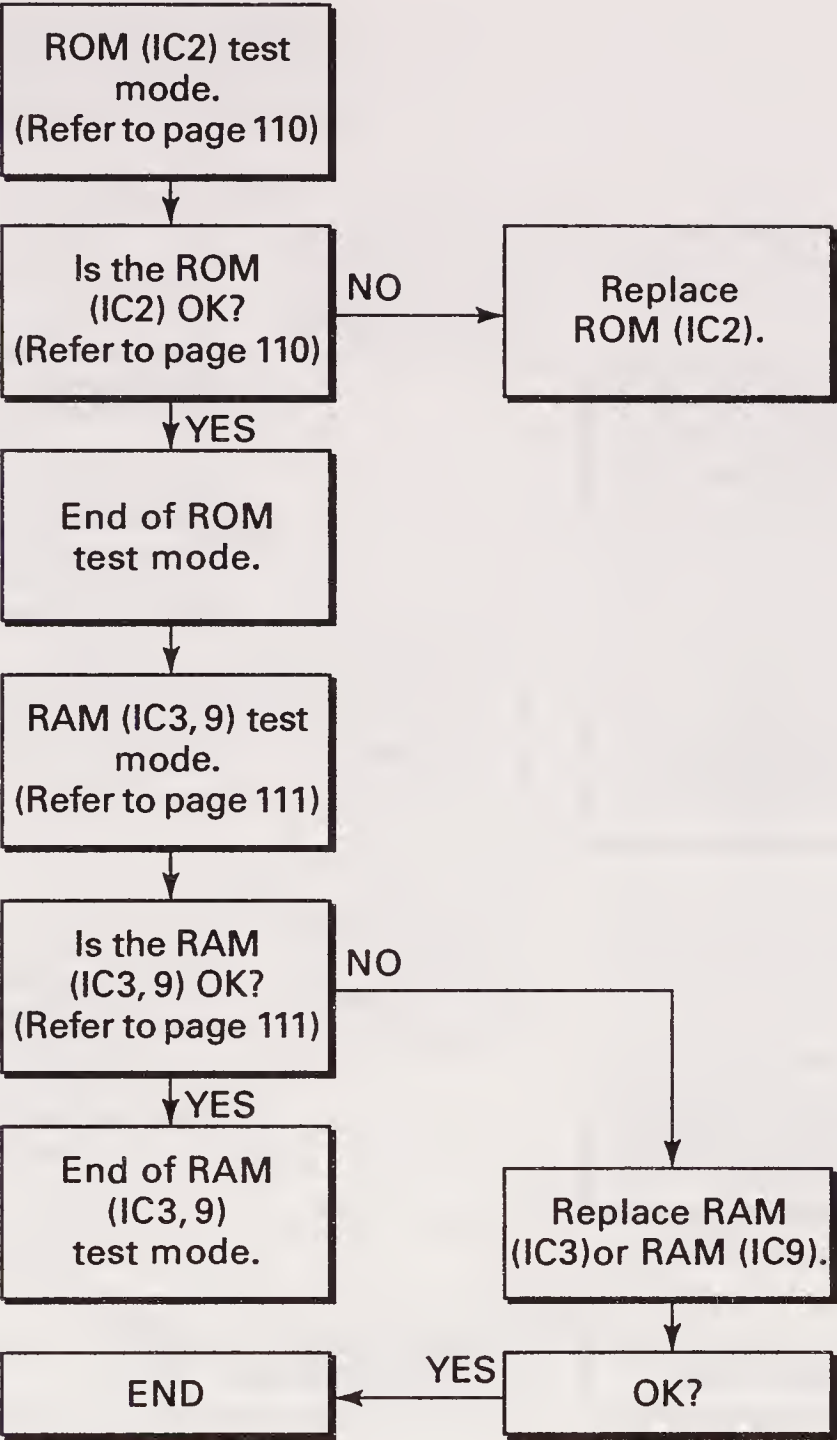 ROM (IC2) test
mode.
(Refer to page 110)
Is the ROM
(IC2) OK?
(Refer to page 110)
NO
Replace
ROM (IC2).
YES
End of ROM
test mode.
RAM (IC3, 9) test
mode.
(Refer to page 111)
Is the RAM
(IC3, 9) OK?
(Refer to page 111)
NO
YES
End of RAM
(IC3, 9)
test mode.
Replace RAM
(IC3)or RAM (IC9).
OK?
YES
END